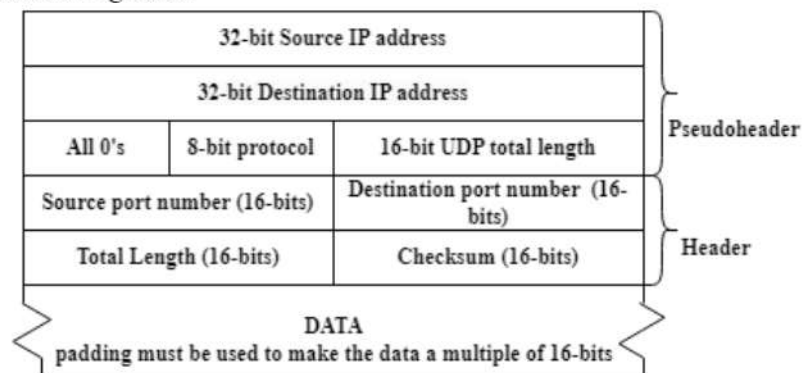 32-bit Source IP address
32-bit Destination IP address
All 0's 8-bit protocol 16-bit UDP total length
Pseudoheader
Source port number (16-bits) Destination port number (16-
bits)
Total Length (16-bits) Checksum (16-bits)
Header
DATA
padding must be used to make the data a multiple of 16-bits